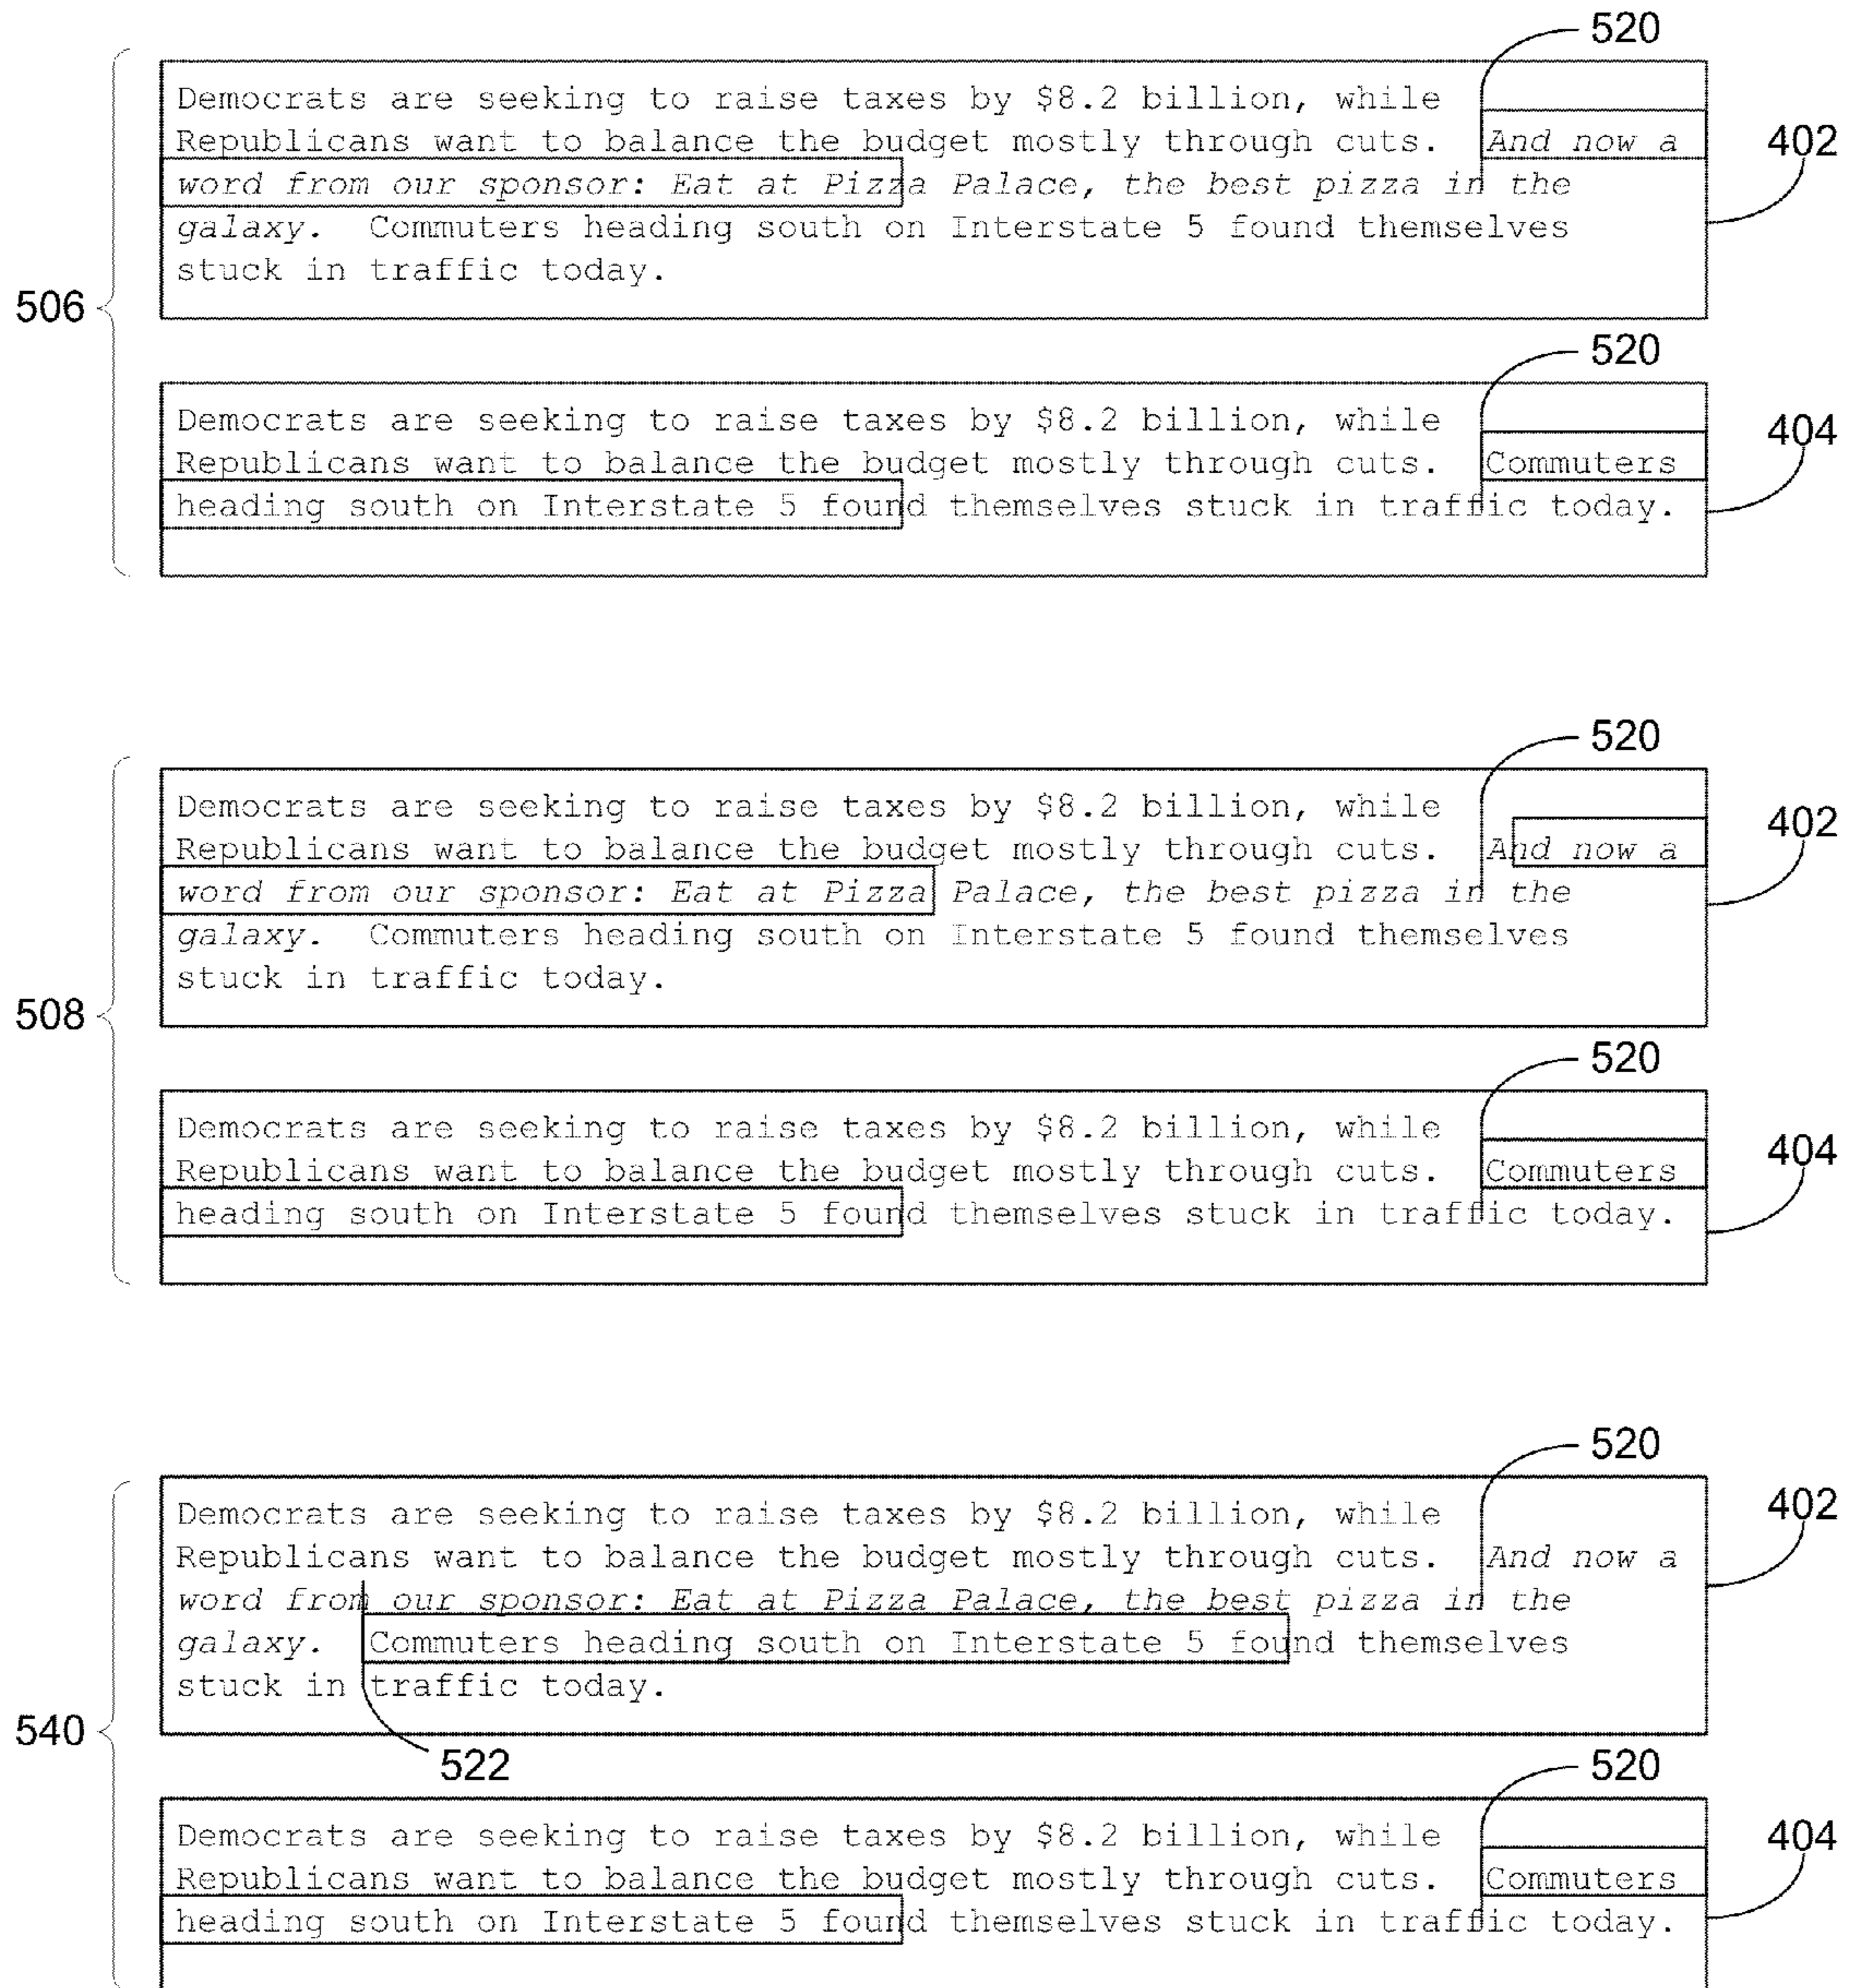 520
Democrats are seeking to raise taxes by $8.2 billion, while
Republicans want to balance the budget mostly through cuts.  And now a
402
word from our sponsor: Eat at Pizza Palace, the best pizza in the
galaxy.  Commuters heading south on Interstate 5 found themselves
stuck in traffic today.
506
520
Democrats are seeking to raise taxes by $8.2 billion, while
404
Republicans want to balance the budget mostly through cuts.  Commuters
heading south on Interstate 5 found themselves stuck in traffic today.
520
Democrats are seeking to raise taxes by $8.2 billion, while
402
Republicans want to balance the budget mostly through cuts.  And now a
word from our sponsor: Eat at Pizza Palace, the best pizza in the
galaxy.  Commuters heading south on Interstate 5 found themselves
stuck in traffic today.
508
520
Democrats are seeking to raise taxes by $8.2 billion, while
404
Republicans want to balance the budget mostly through cuts.  Commuters
heading south on Interstate 5 found themselves stuck in traffic today.
520
Democrats are seeking to raise taxes by $8.2 billion, while
402
Republicans want to balance the budget mostly through cuts.  And now a
word from our sponsor: Eat at Pizza Palace, the best pizza in the
galaxy.  Commuters heading south on Interstate 5 found themselves
stuck in traffic today.
540
522
520
Democrats are seeking to raise taxes by $8.2 billion, while
404
Republicans want to balance the budget mostly through cuts.  Commuters
heading south on Interstate 5 found themselves stuck in traffic today.